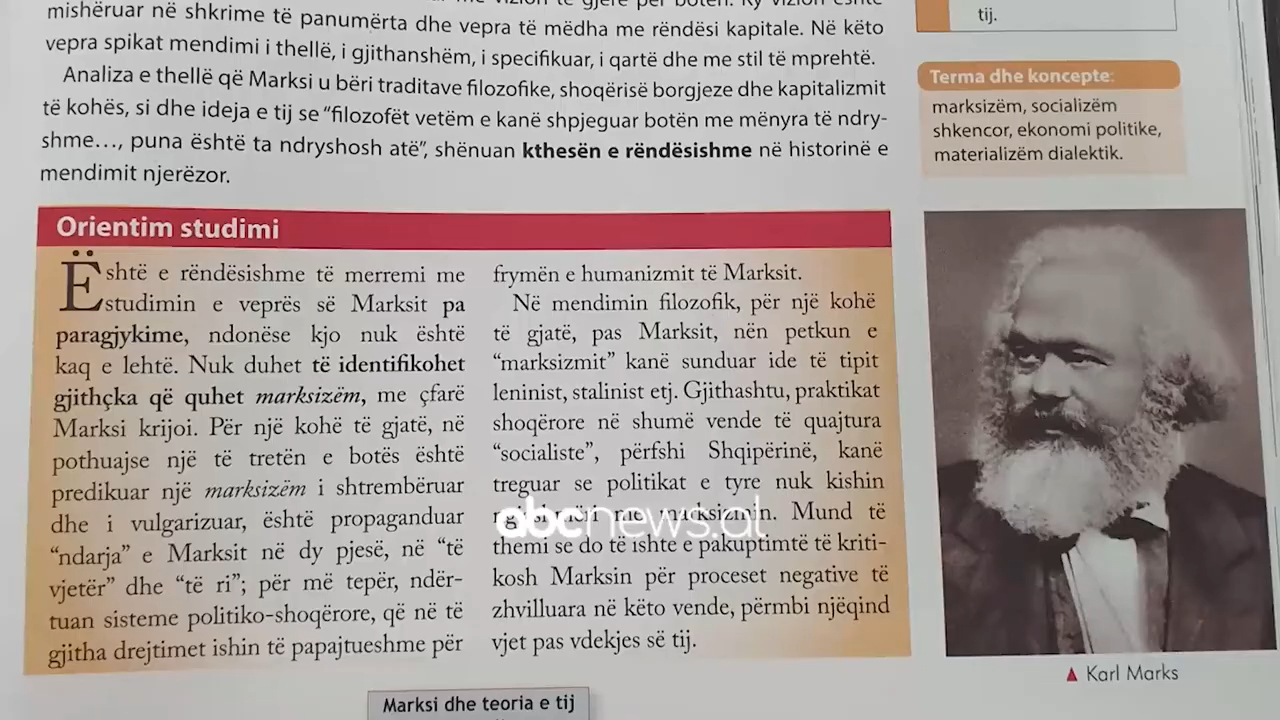 mishëruar në shkrime të panumërta dhe vepra të mëdha me rëndësi kapitale. Në këto
vepra spikat mendimi i thellë, i gjithanshëm, i specifikuar, i qartë dhe me stil të mprehtë.
Analiza e thellë që Marksi u bëri traditave filozofike, shoqërisë borgjeze dhe kapitalizmit
të kohës, si dhe ideja e tij se “filozofët vetëm e kanë shpjeguar botën me mënyra të ndry-
shme…, puna është ta ndryshosh atë”, shënuan kthesën e rëndësishme në historinë e
mendimit njerëzor.
Orientim studimi
Është e rëndësishme të merremi me
studimin e veprës së Marksit pa
paragjykime, ndonëse kjo nuk është
kaq e lehtë. Nuk duhet të identifikohet
gjithçka që quhet marksizëm, me çfarë
Marksi krijoi. Për një kohë të gjatë, në
pothuajse një të tretën e botës është
predikuar një marksizëm i shtrembëruar
dhe i vulgarizuar, është propaganduar
“ndarja” e Marksit në dy pjesë, në “të
vjetër” dhe “të ri”; për më tepër, ndër-
tuan sisteme politiko-shoqërore, që në të
gjitha drejtimet ishin të papajtueshme për
frymën e humanizmit të Marksit.
Në mendimin filozofik, për një kohë
të gjatë, pas Marksit, nën petkun e
“marksizmit” kanë sunduar ide të tipit
leninist, stalinist etj. Gjithashtu, praktikat
shoqërore në shumë vende të quajtura
“socialiste”, përfshi Shqipërinë, kanë
treguar se politikat e tyre nuk kishin
me marksizmin. Mund të
themi se do të ishte e pakuptimtë të kriti-
kosh Marksin për proceset negative të
zhvilluara në këto vende, përmbi njëqind
vjet pas vdekjes së tij.
abcnews.al
tij.
Terma dhe koncepte:
marksizëm, socializëm
shkencor, ekonomi politike,
materializëm dialektik.
Karl Marks
Marksi dhe teoria e tij